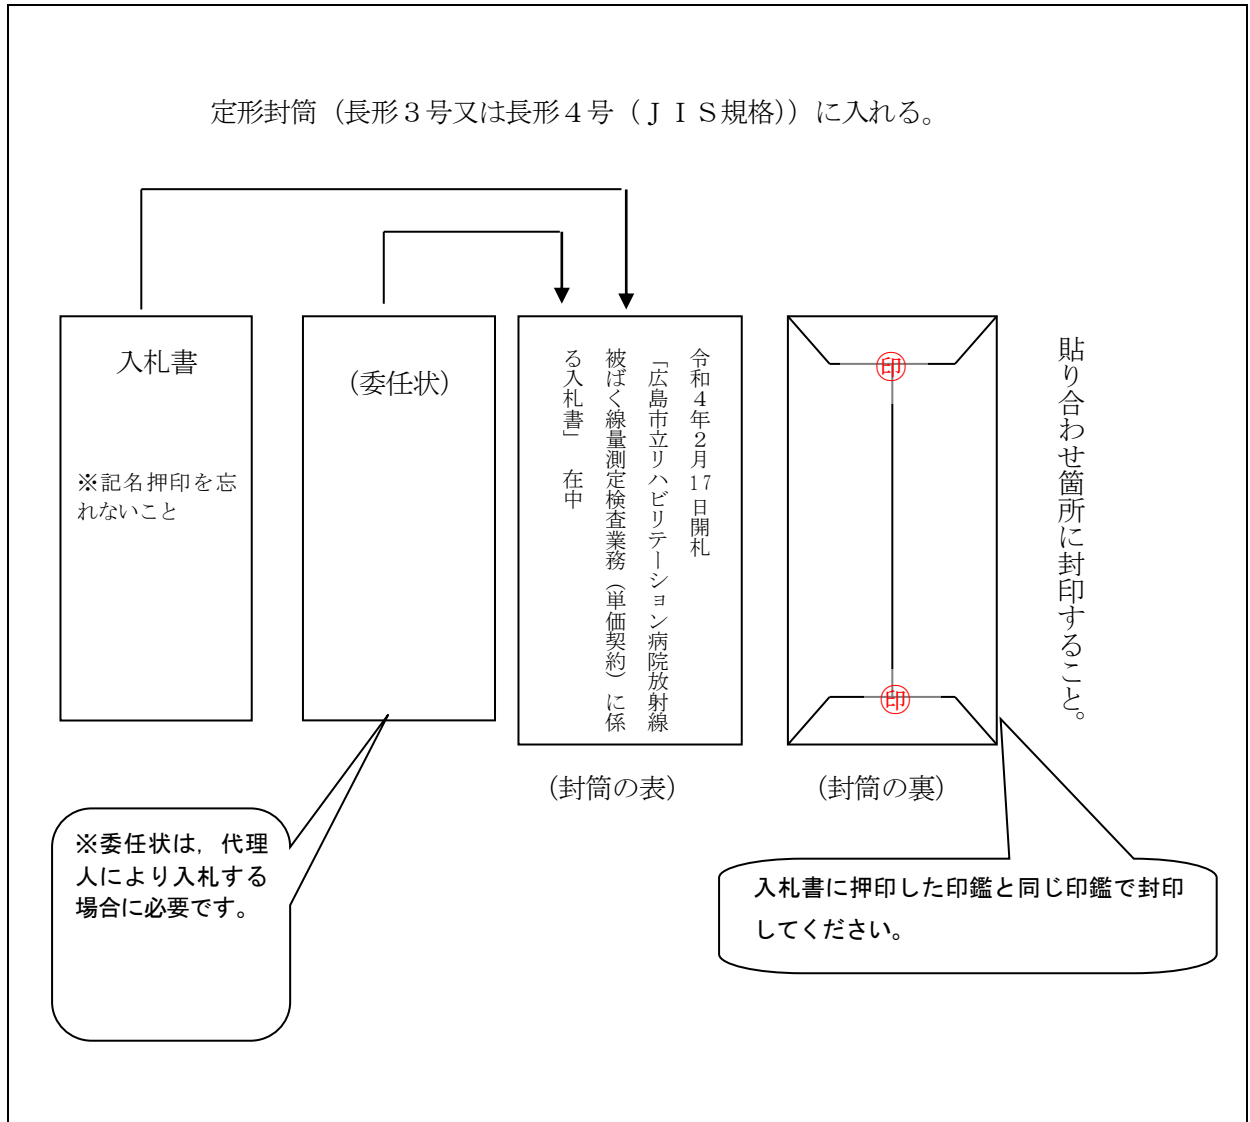 定形封筒（長形３号又は長形４号（ＪＩＳ規格））に入れる。
入札書
※記名押印を忘
れないこと
（委任状）
令和４年２月17日開札
「広島市立リハビリテーション病院放射線
被ばく線量測定検査業務（単価契約）に係
る入札書」　在中
印
印
貼り合わせ箇所に封印すること。
（封筒の表）
（封筒の裏）
※委任状は，代理
人により入札する
場合に必要です。
入札書に押印した印鑑と同じ印鑑で封印
してください。